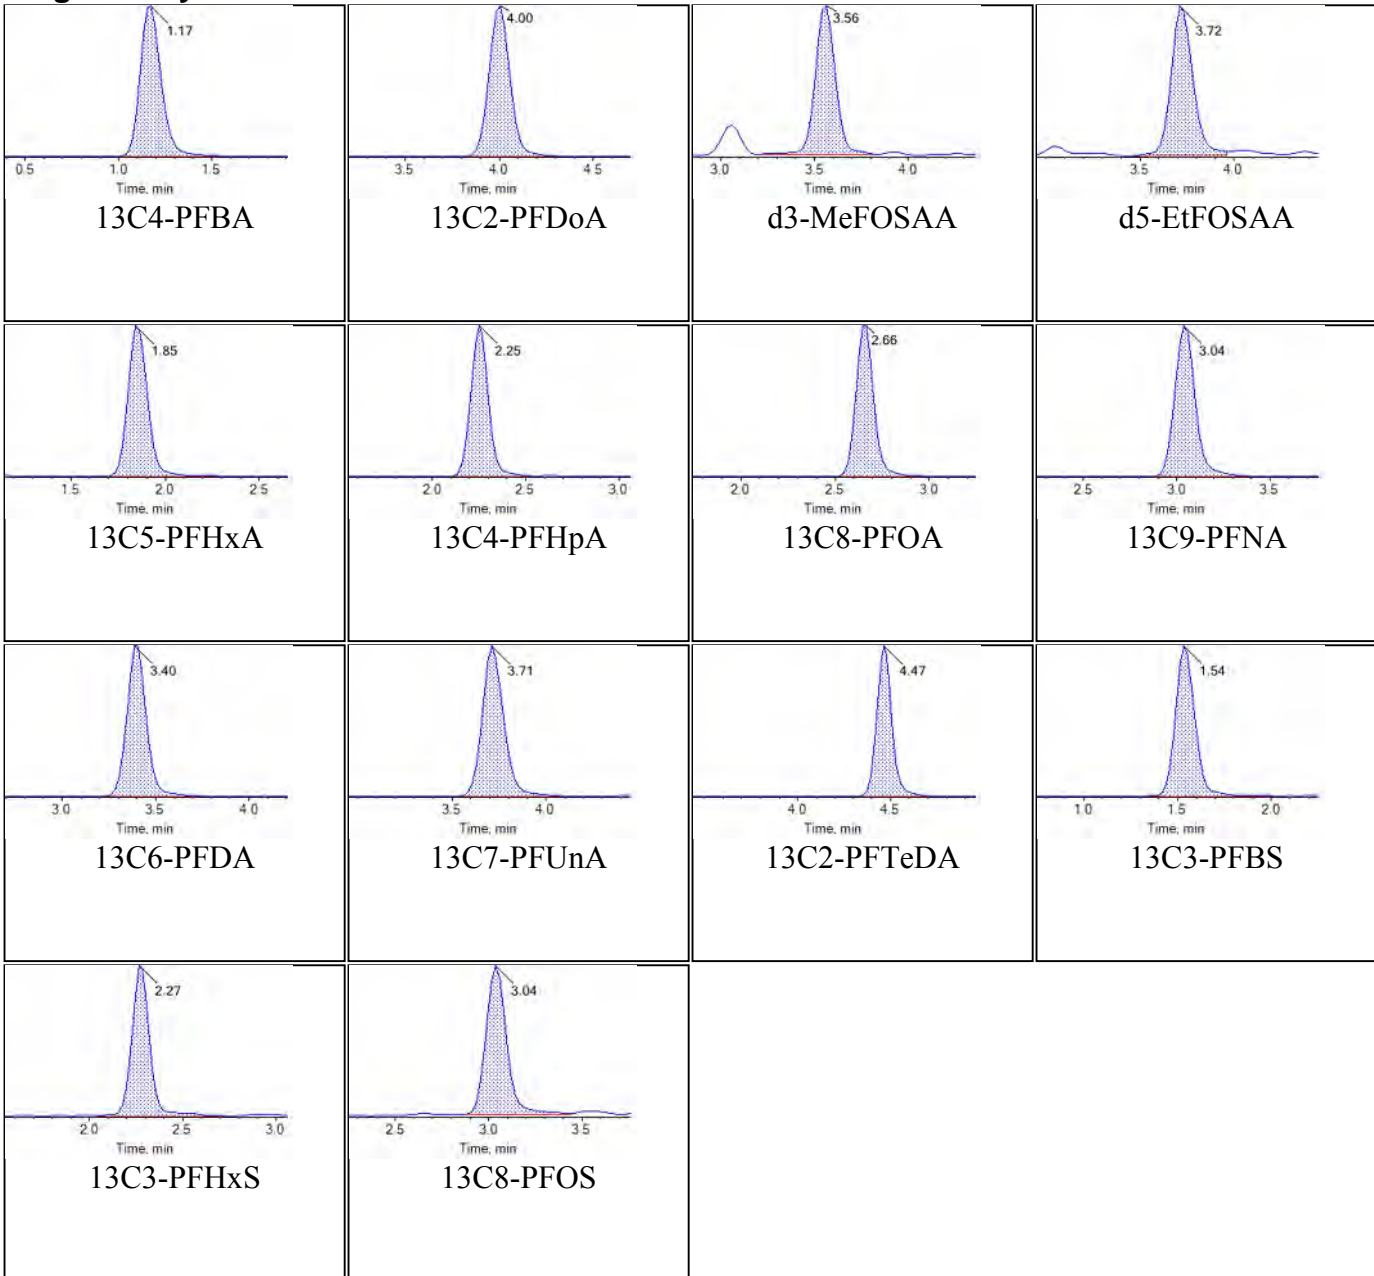 1.17
0.5 1.0 1.5
Time, min
13C4-PFBA
4.00
3.5 4.0 4.5
Time, min
13C2-PFDoA
3.56
3.0 3.5 4.0
Time, min
d3-MeFOSAA
3.72
3.5 4.0
Time, min
d5-EtFOSAA
1.85
1.5 2.0 2.5
Time, min
13C5-PFHxA
2.25
2.0 2.5 3.0
Time, min
13C4-PFHpA
2.66
2.0 2.5 3.0
Time, min
13C8-PFOA
3.04
2.5 3.0 3.5
Time, min
13C9-PFNA
3.40
3.0 3.5 4.0
Time, min
13C6-PFDA
3.71
3.5 4.0
Time, min
13C7-PFUnA
4.47
4.0 4.5
Time, min
13C2-PFTeDA
1.54
1.0 1.5 2.0
Time, min
13C3-PFBS
2.27
2.0 2.5 3.0
Time, min
13C3-PFHxS
3.04
2.5 3.0 3.5
Time, min
13C8-PFOS